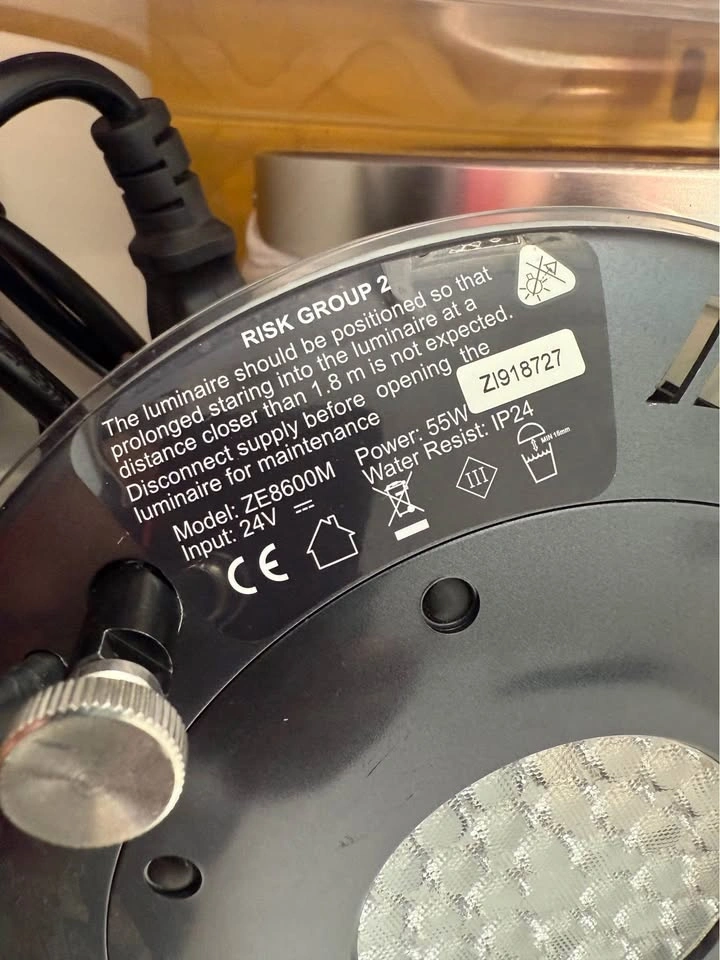 RISK GROUP 2
The luminaire should be positioned so that
prolonged staring into the luminaire at a
distance closer than 1.8 m is not expected.
Disconnect supply before opening the
luminaire for maintenance
ZI918727
Model: ZE8600M Power: 55W
Input: 24V Water Resist: IP24
CE III MIN 15mm